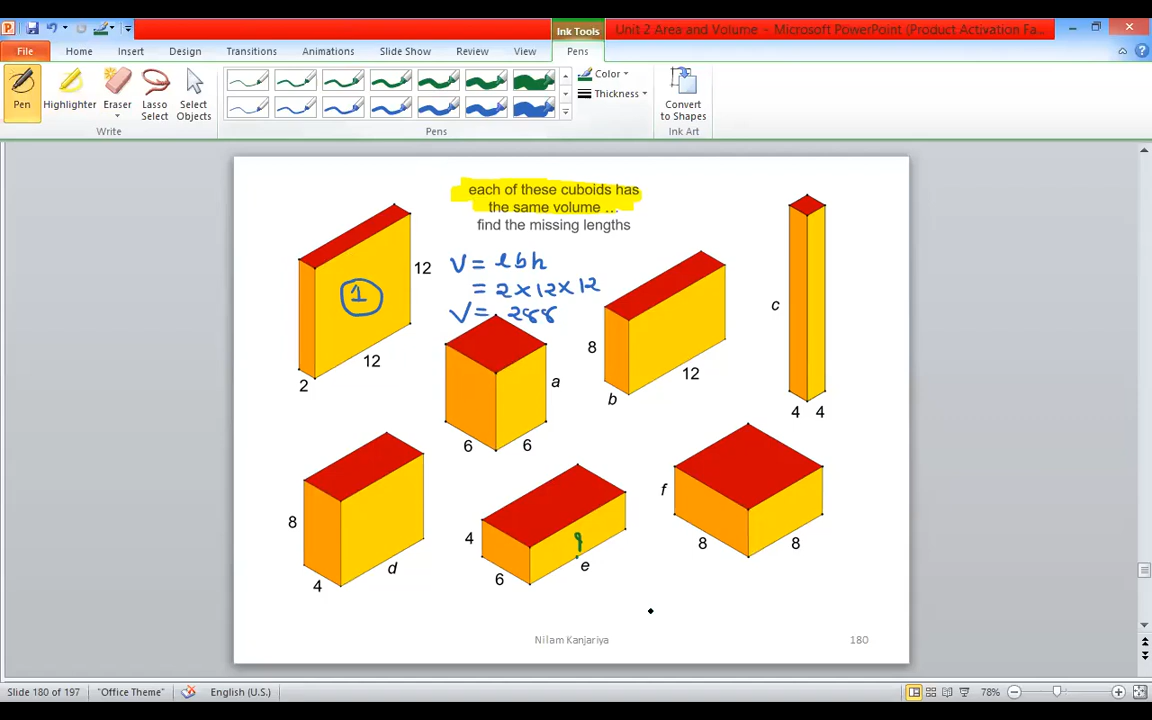 Ink Tools
Unit 2 Area and Volume - Microsoft PowerPoint (Product Activation Fa...
File Home Insert Design Transitions Animations Slide Show Review View Pens
Pen
Highlighter
Eraser
Lasso Select
Select Objects
Color
Thickness
Convert to Shapes
Write
Pens
Ink Art
each of these cuboids has
the same volume ...
find the missing lengths
V = l b h
= 2 × 12 × 12
V = 288
1
12
12
2
a
6
6
8
12
b
c
4 4
8
4
d
4
6
e
f
8
8
Nilam Kanjariya
180
Slide 180 of 197
"Office Theme"
English (U.S.)
78%